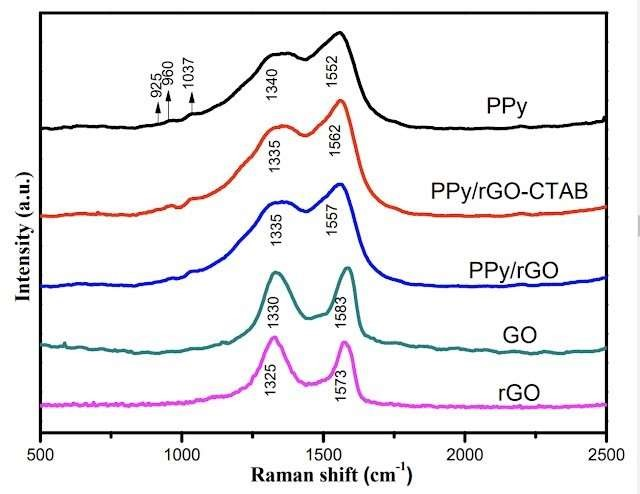 925
960
1037
1340
1552
PPy
1335
1562
PPy/rGO-CTAB
1335
1557
PPy/rGO
1330
1583
GO
1325
1573
rGO
Intensity (a.u.)
500 1000 1500 2000 2500
Raman shift (cm⁻¹)